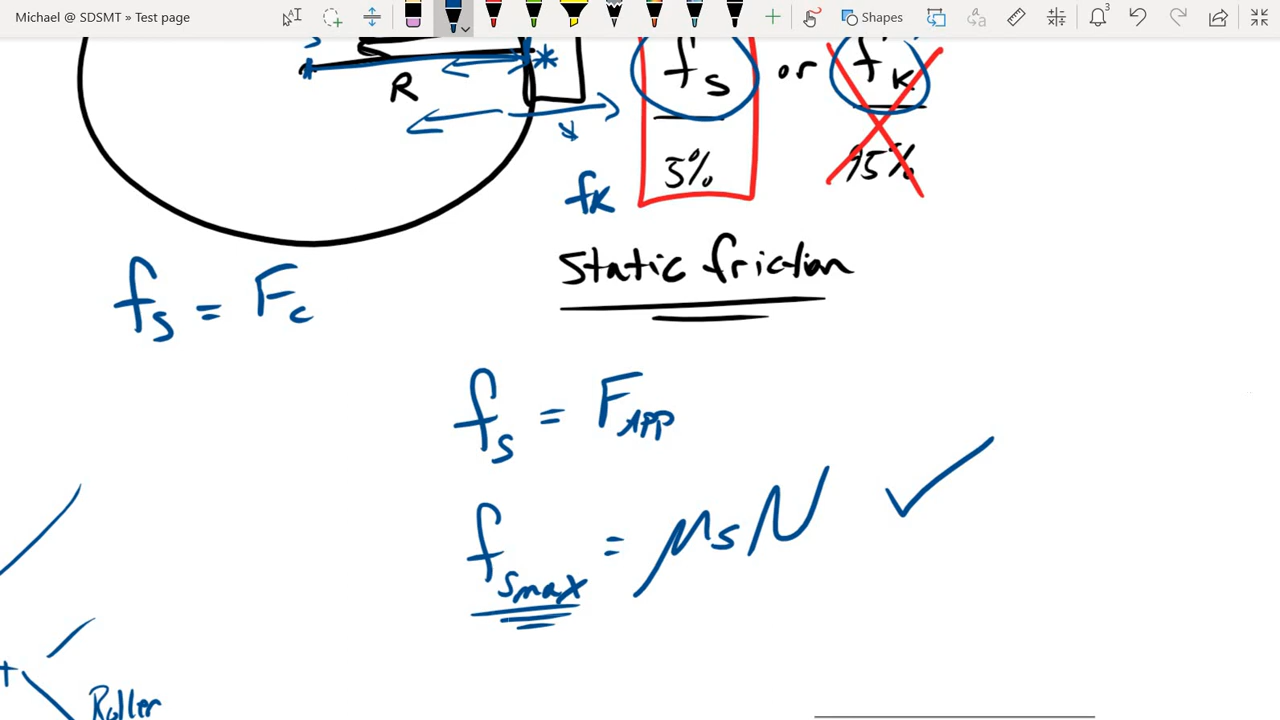 Michael @ SDSMT » Test page
Shapes
3
R
fs or fk
5% 95%
fk
Static friction
fs = Fc
fs = FAPP
fsmax = μsN
+
Roller